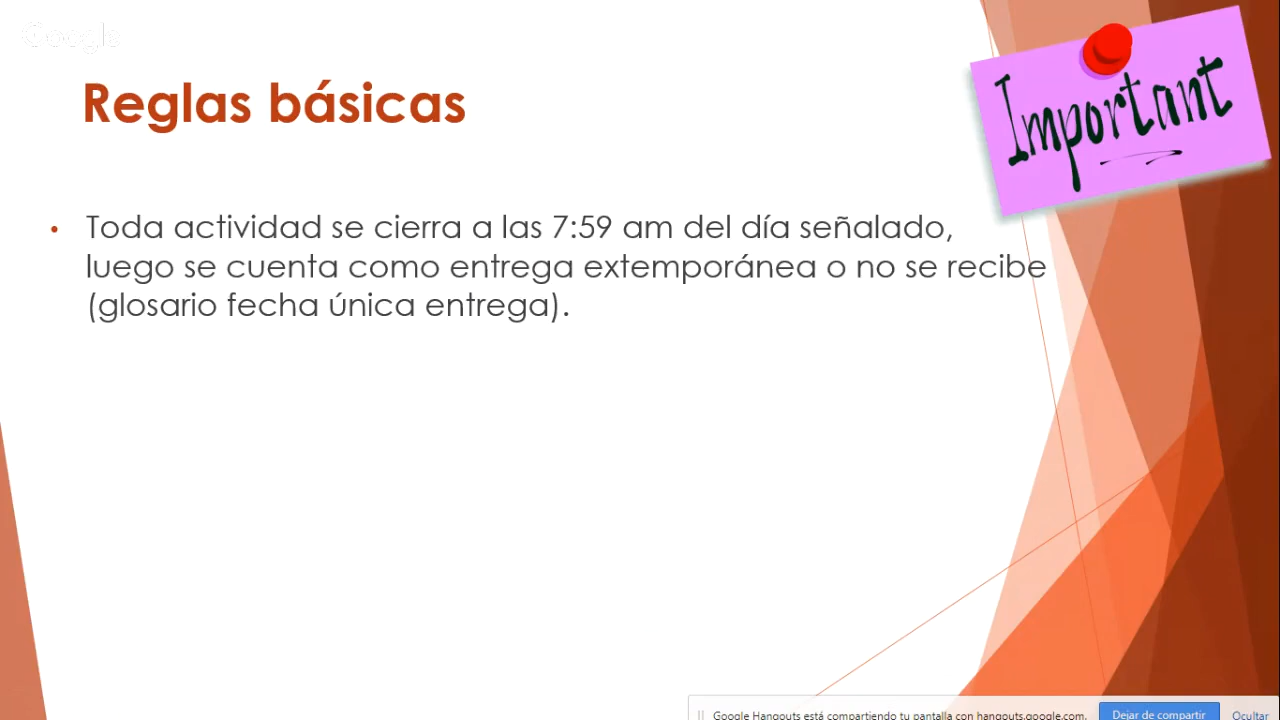 Google
Reglas básicas
Important
• Toda actividad se cierra a las 7:59 am del día señalado,
luego se cuenta como entrega extemporánea o no se recibe
(glosario fecha única entrega).
Google Hangouts está compartiendo tu pantalla con hangouts.google.com.
Dejar de compartir
Ocultar